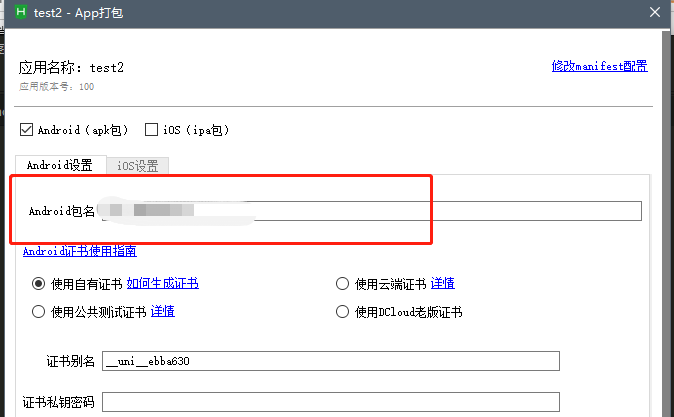 test2 - App打包
应用名称：test2
修改manifest配置
应用版本号：100
Android（apk包） iOS（ipa包）
Android设置 iOS设置
Android包名
Android证书使用指南
使用自有证书 如何生成证书 使用云端证书 详情
使用公共测试证书 详情 使用DCloud老版证书
证书别名 __uni__ebba630
证书私钥密码